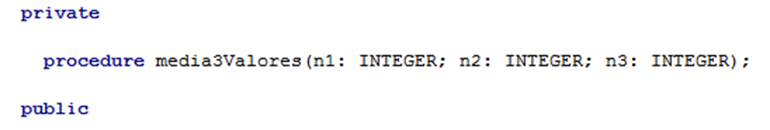 private
procedure media3Valores(n1: INTEGER; n2: INTEGER; n3: INTEGER);
public